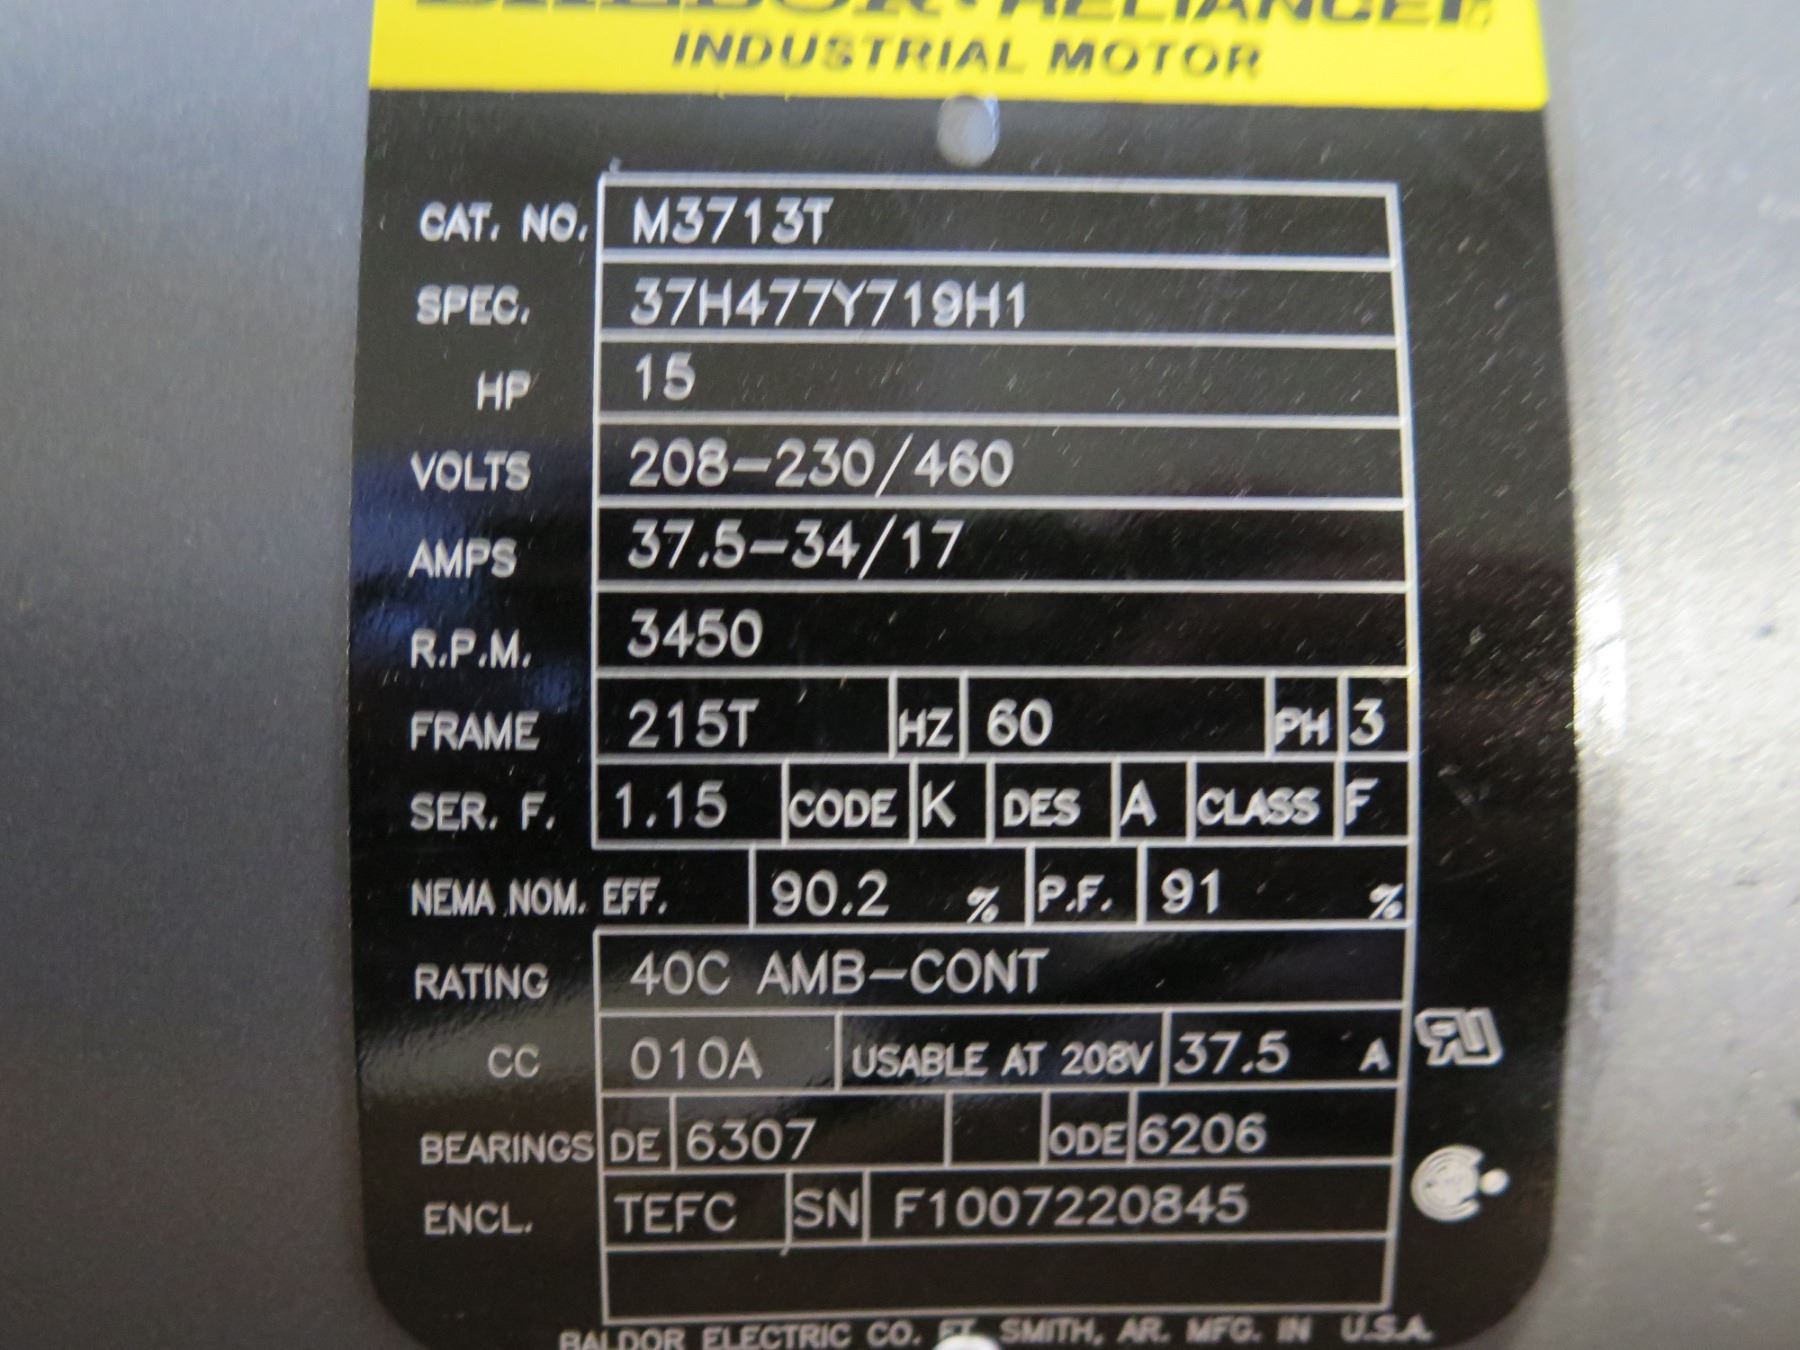 BALDOR · RELIANCE
INDUSTRIAL MOTOR
CAT. NO. M3713T
SPEC. 37H477Y719H1
HP 15
VOLTS 208-230/460
AMPS 37.5-34/17
R.P.M. 3450
FRAME 215T HZ 60 PH 3
SER. F. 1.15 CODE K DES A CLASS F
NEMA NOM. EFF. 90.2 % P.F. 91 %
RATING 40C AMB-CONT
CC 010A USABLE AT 208V 37.5 A
BEARINGS DE 6307 ODE 6206
ENCL. TEFC SN F1007220845
BALDOR ELECTRIC CO. FT. SMITH, AR. MFG. IN U.S.A.